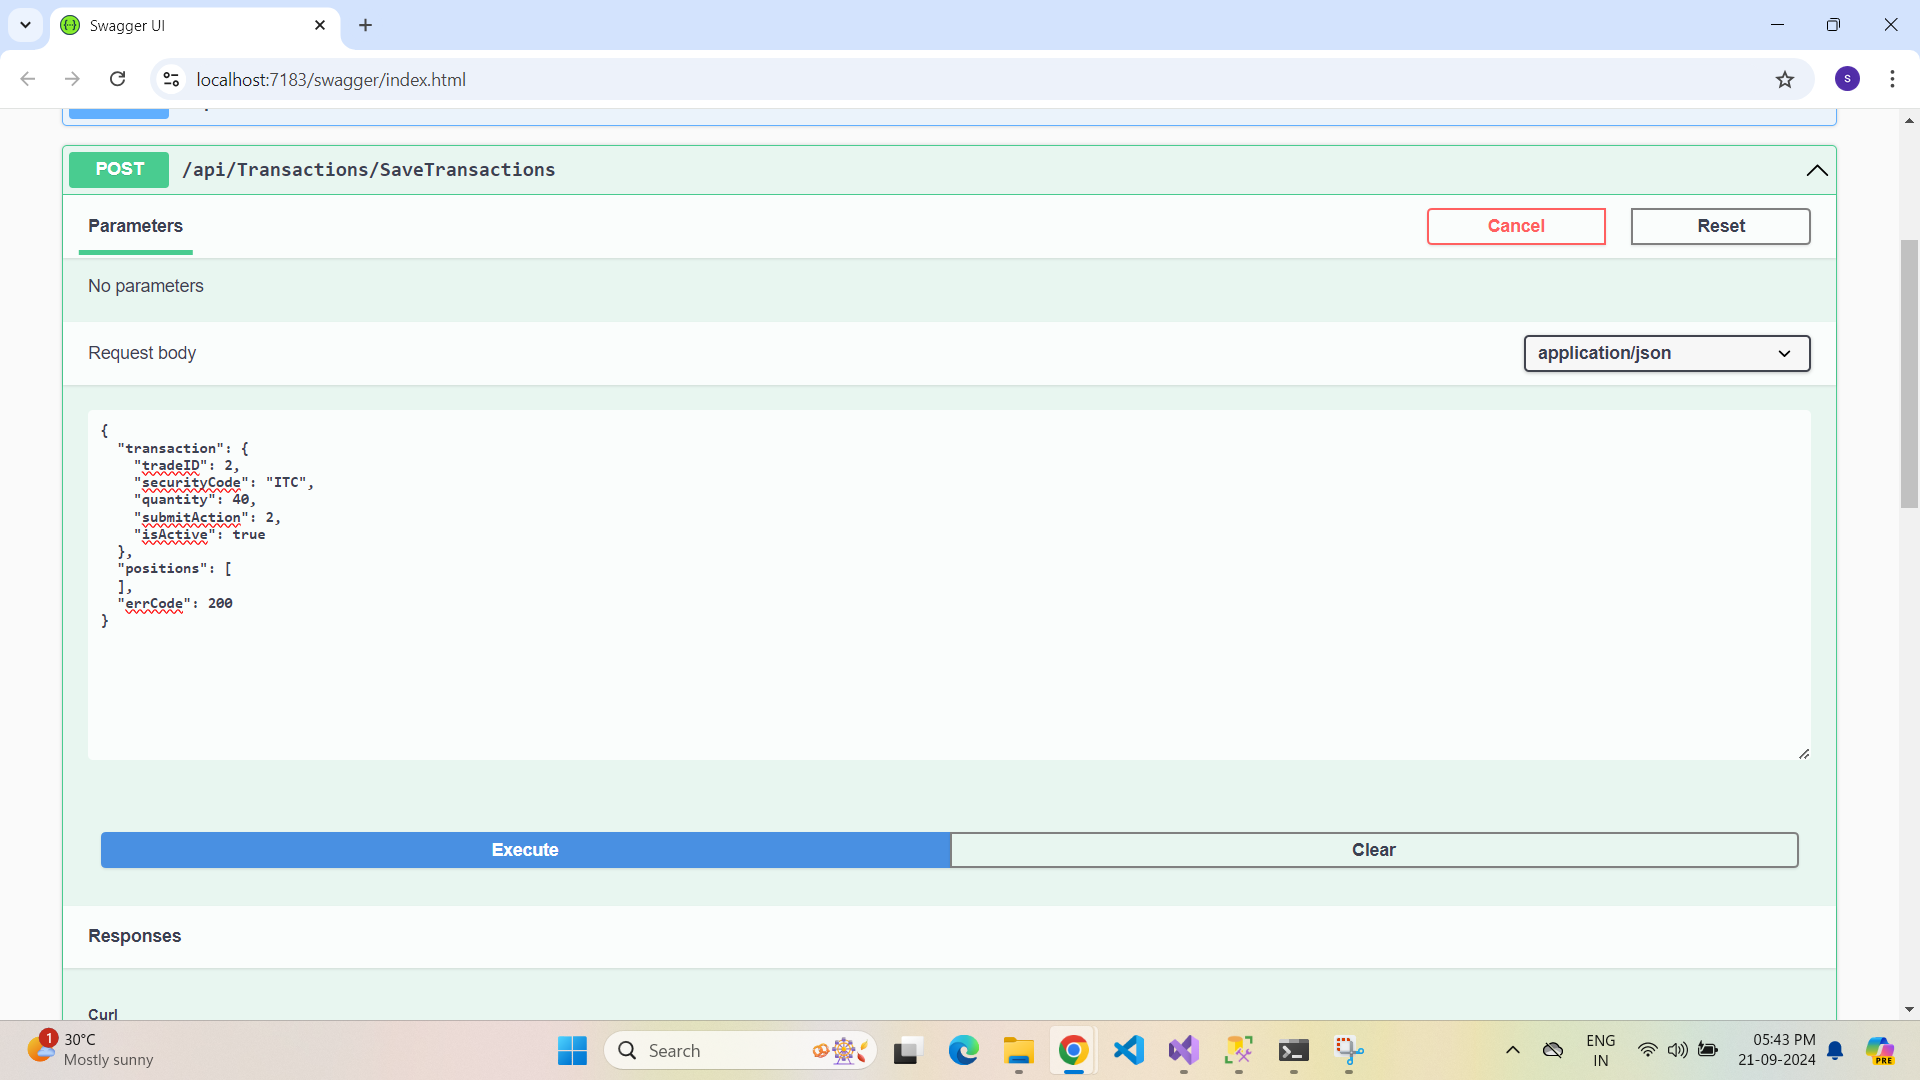 Swagger UI
localhost:7183/swagger/index.html
S
POST /api/Transactions/SaveTransactions
Parameters
Cancel
Reset
No parameters
Request body
application/json
{
  "transaction": {
    "tradeID": 2,
    "securityCode": "ITC",
    "quantity": 40,
    "submitAction": 2,
    "isActive": true
  },
  "positions": [
  ],
  "errCode": 200
}
Execute
Clear
Responses
Curl
1
30°C
Mostly sunny
Search
ENG
IN
05:43 PM
21-09-2024
PRE